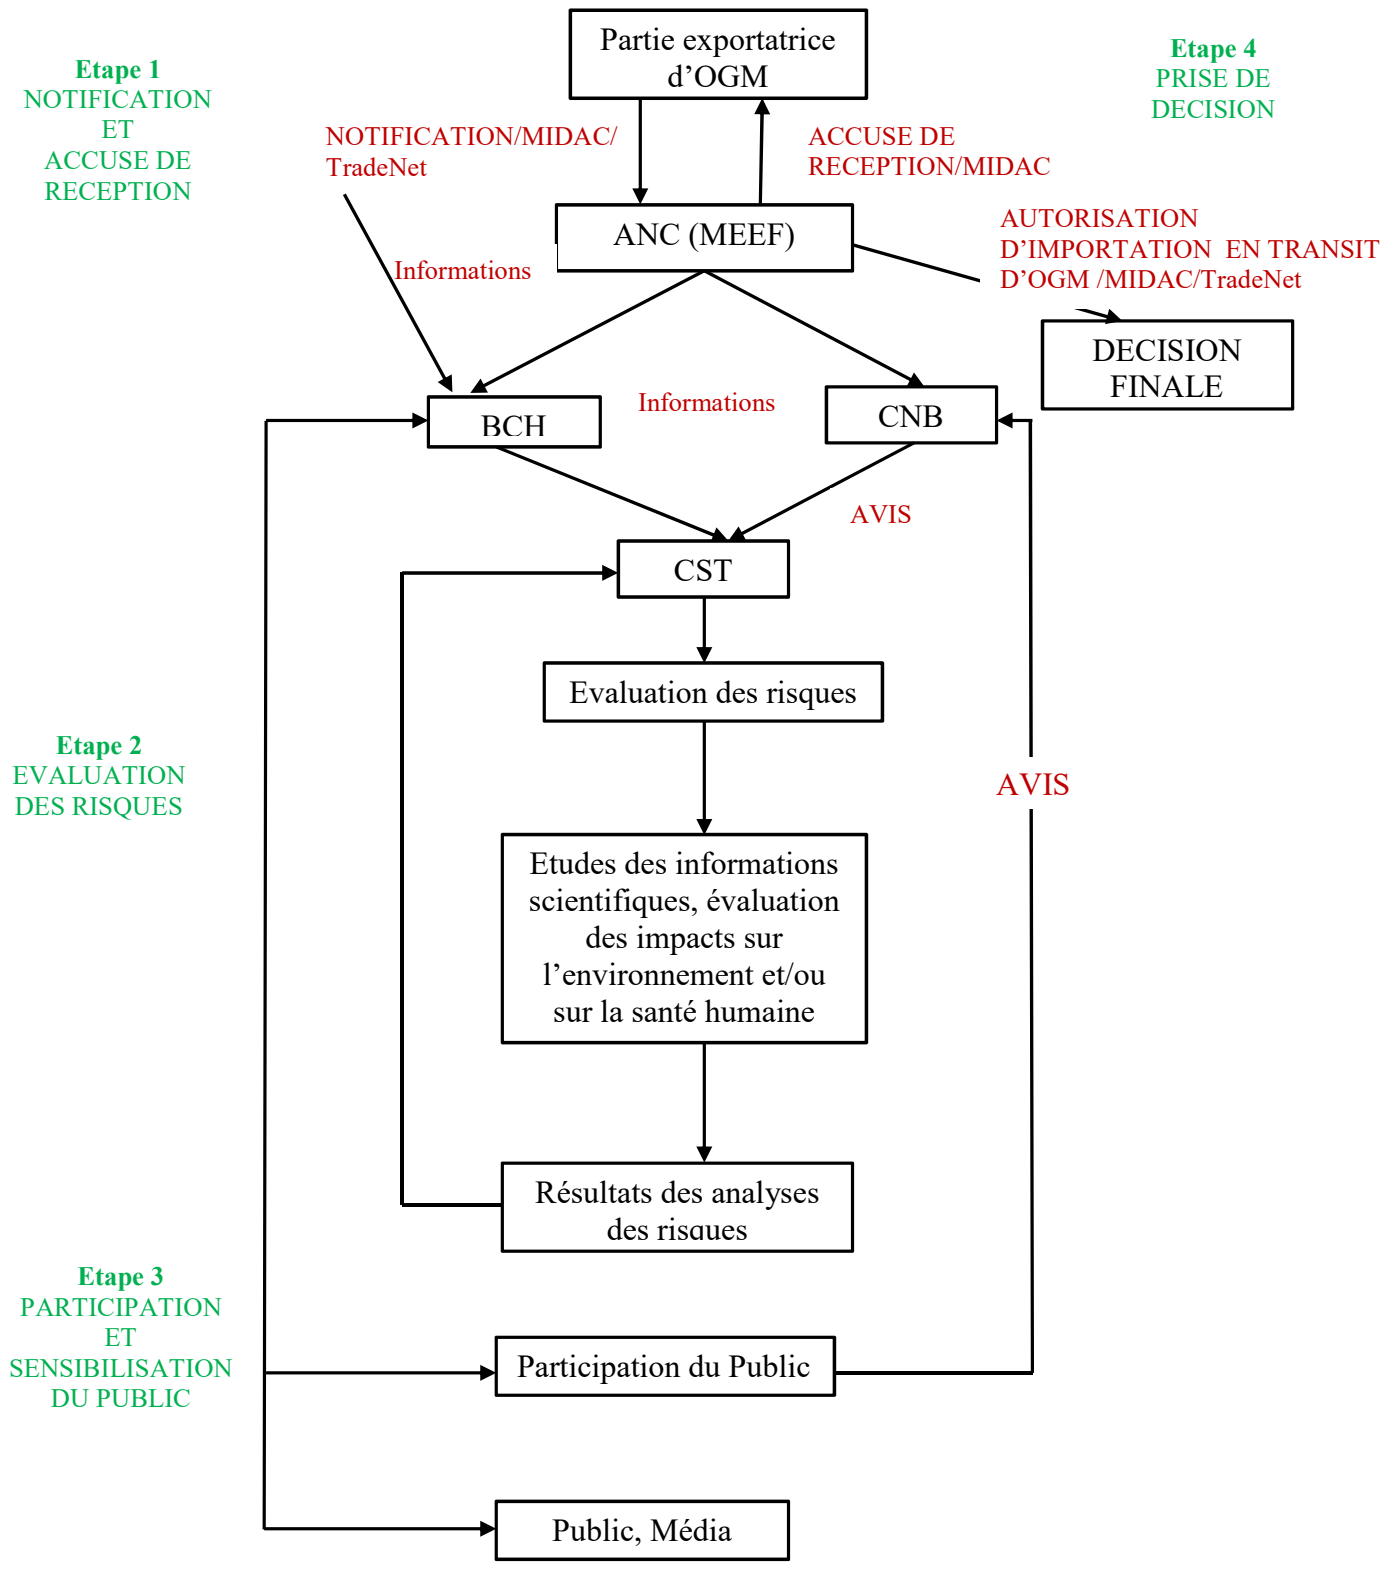 Partie exportatrice
d’OGM
Etape 1
NOTIFICATION
ET
ACCUSE DE
RECEPTION
Etape 4
PRISE DE
DECISION
NOTIFICATION/MIDAC/
TradeNet
ACCUSE DE
RECEPTION/MIDAC
ANC (MEEF)
AUTORISATION
D’IMPORTATION EN TRANSIT
D’OGM /MIDAC/TradeNet
Informations
DECISION
FINALE
BCH
Informations
CNB
AVIS
CST
Evaluation des risques
Etape 2
EVALUATION
DES RISQUES
AVIS
Etudes des informations
scientifiques, évaluation
des impacts sur
l’environnement et/ou
sur la santé humaine
Résultats des analyses
des risques
Etape 3
PARTICIPATION
ET
SENSIBILISATION
DU PUBLIC
Participation du Public
Public, Média